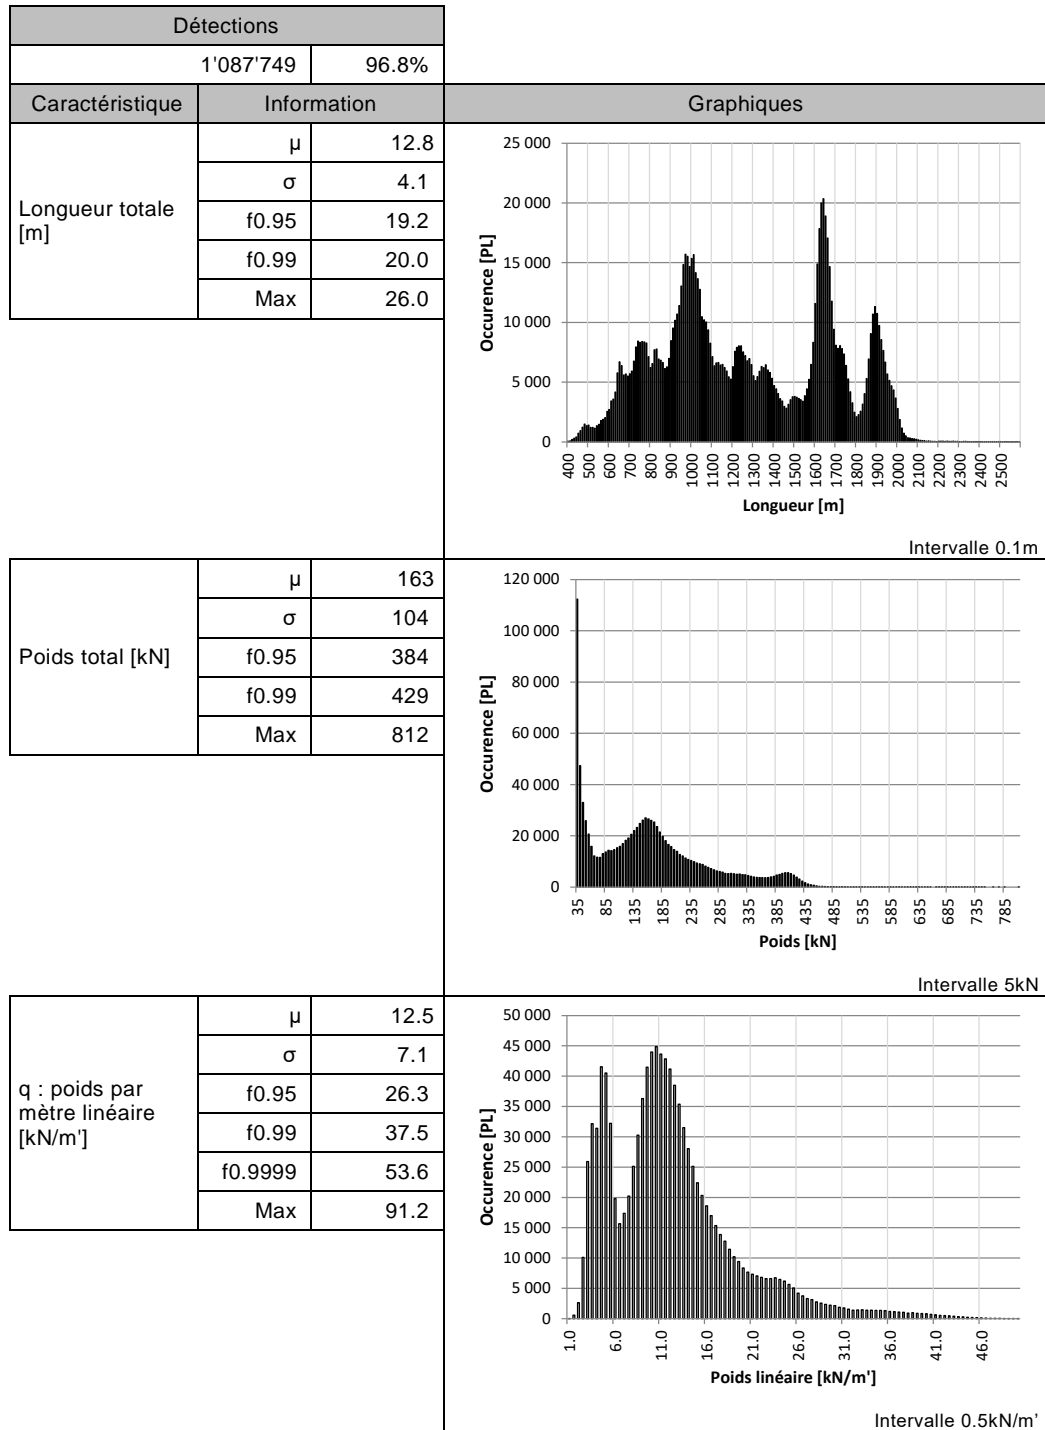 Détections
1'087'749 96.8%
Caractéristique Information Graphiques
Longueur totale
[m]
µ 12.8
σ 4.1
f0.95 19.2
f0.99 20.0
Max 26.0
25 000
20 000
15 000
10 000
5 000
0
Occurence [PL]
400 500 600 700 800 900 1000 1100 1200 1300 1400 1500 1600 1700 1800 1900 2000 2100 2200 2300 2400 2500
Longueur [m]
Intervalle 0.1m
Poids total [kN]
µ 163
σ 104
f0.95 384
f0.99 429
Max 812
120 000
100 000
80 000
60 000
40 000
20 000
0
Occurence [PL]
35 85 135 185 235 285 335 385 435 485 535 585 635 685 735 785
Poids [kN]
Intervalle 5kN
q : poids par
mètre linéaire
[kN/m']
µ 12.5
σ 7.1
f0.95 26.3
f0.99 37.5
f0.9999 53.6
Max 91.2
50 000
45 000
40 000
35 000
30 000
25 000
20 000
15 000
10 000
5 000
0
Occurence [PL]
1.0 6.0 11.0 16.0 21.0 26.0 31.0 36.0 41.0 46.0
Poids linéaire [kN/m']
Intervalle 0.5kN/m’